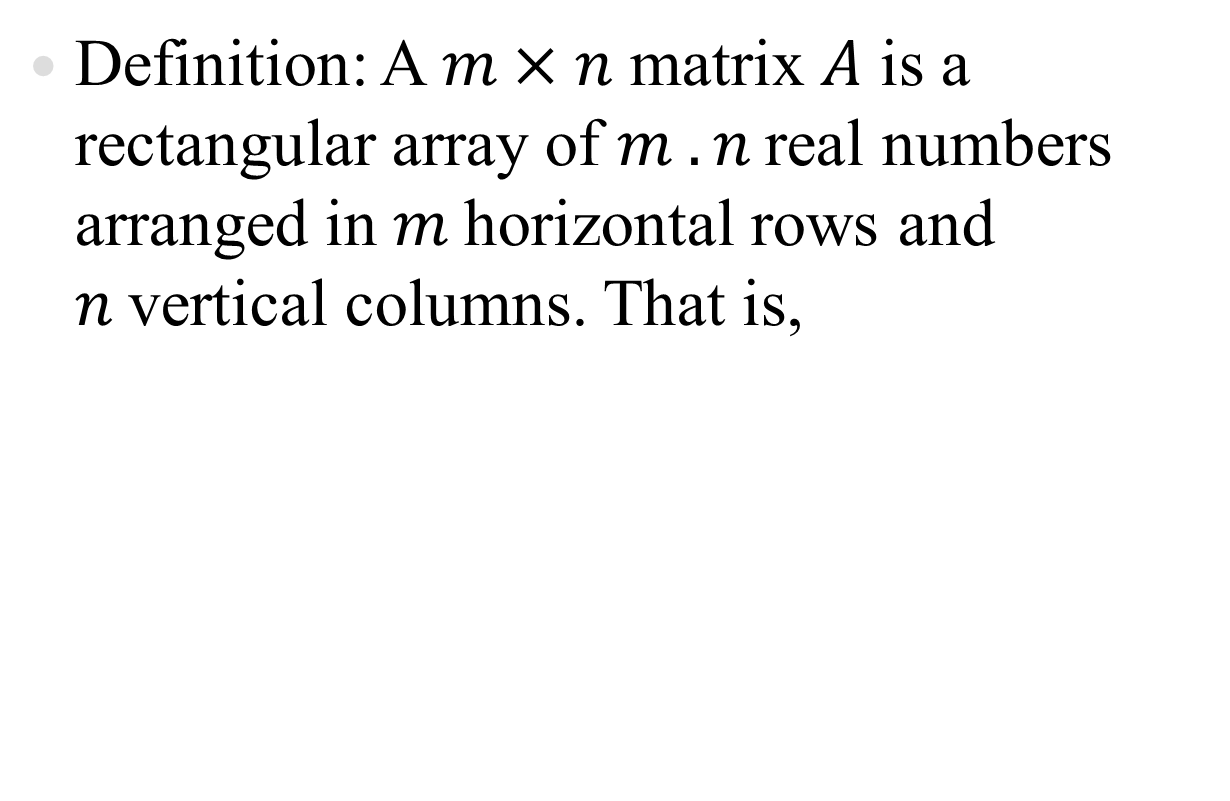 • Definition: A 𝑚 × 𝑛 matrix 𝐴 is a
rectangular array of 𝑚 . 𝑛 real numbers
arranged in 𝑚 horizontal rows and
𝑛 vertical columns. That is,